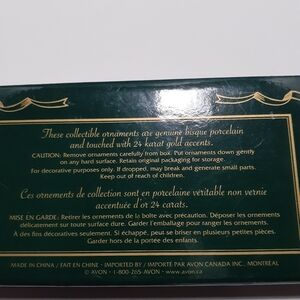 These collectible ornaments are genuine bisque porcelain
and touched with 24 karat gold accents.
CAUTION: Remove ornaments carefully from box. Put ornaments down gently
on any hard surface. Retain original packaging for storage.
For decorative purposes only. If dropped, may break and generate small parts.
Keep out of reach of children.
Ces ornements de collection sont en porcelaine véritable non vernie
accentuée d'or 24 carats.
MISE EN GARDE: Retirer les ornements de la boîte avec précaution. Déposer les ornements
délicatement sur toute surface dure. Garder l'emballage pour ranger les ornements.
À des fins décoratives seulement. Si échappé, peut se briser en plusieurs petites pièces.
Garder hors de la portée des enfants.
MADE IN CHINA / FAIT EN CHINE • IMPORTED BY / IMPORTÉ PAR AVON CANADA INC. MONTRÉAL
© AVON • 1-800-265-AVON • www.avon.ca